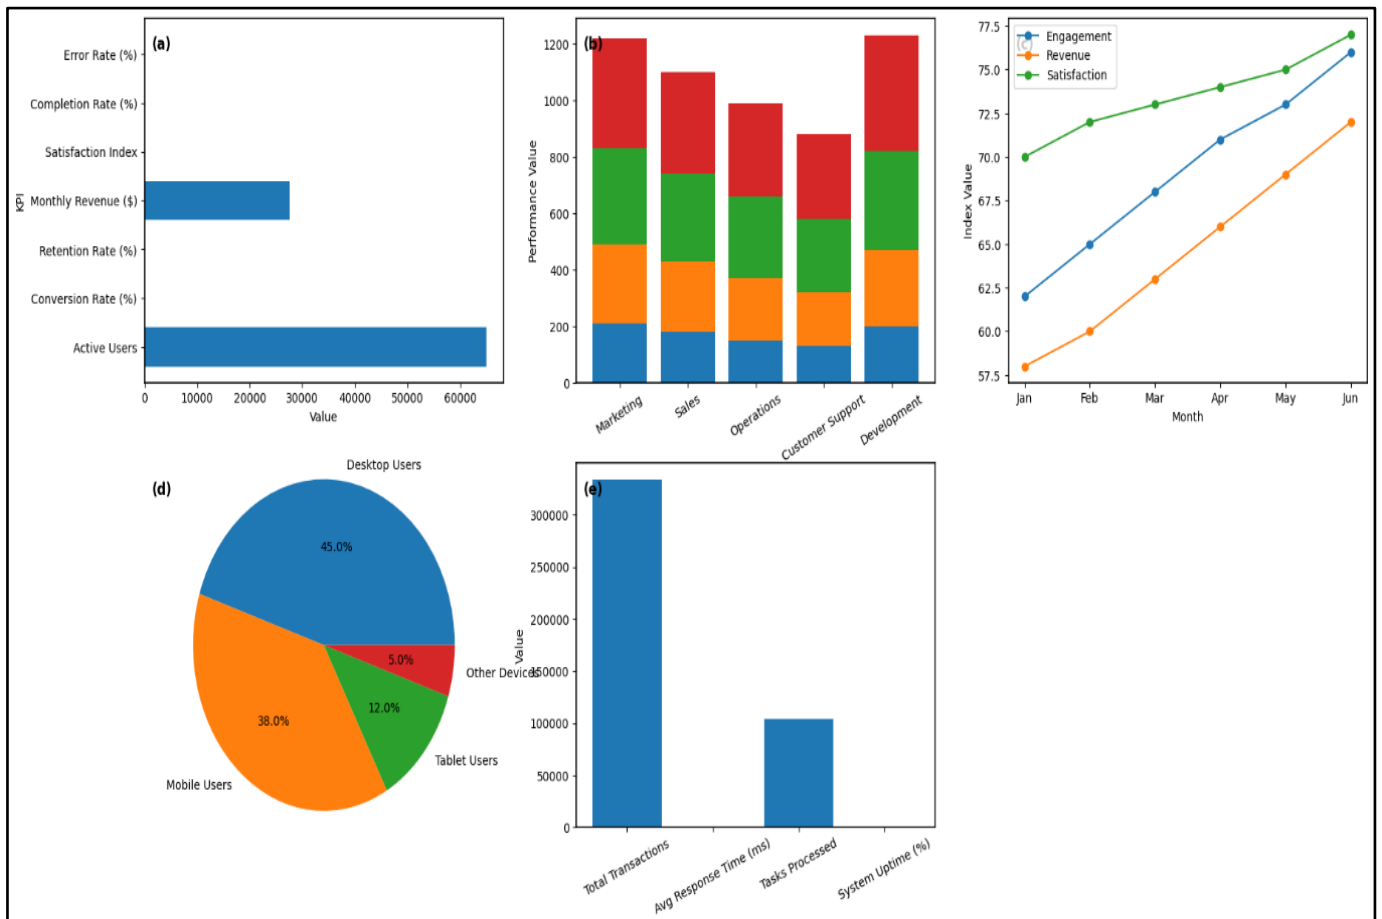 (a)
Error Rate (%)
Completion Rate (%)
Satisfaction Index
Monthly Revenue ($)
Retention Rate (%)
Conversion Rate (%)
Active Users
KPI
0 10000 20000 30000 40000 50000 60000
Value
(b)
1200
1000
800
600
400
200
0
Performance Value
Marketing Sales Operations Customer Support Development
(c)
Engagement
Revenue
Satisfaction
77.5
75.0
72.5
70.0
67.5
65.0
62.5
60.0
57.5
Index Value
Jan Feb Mar Apr May Jun
Month
(d)
Desktop Users
45.0%
Mobile Users
38.0%
Tablet Users
12.0%
Other Devices
5.0%
(e)
300000
250000
200000
150000
100000
50000
0
Value
Total Transactions Avg Response Time (ms) Tasks Processed System Uptime (%)